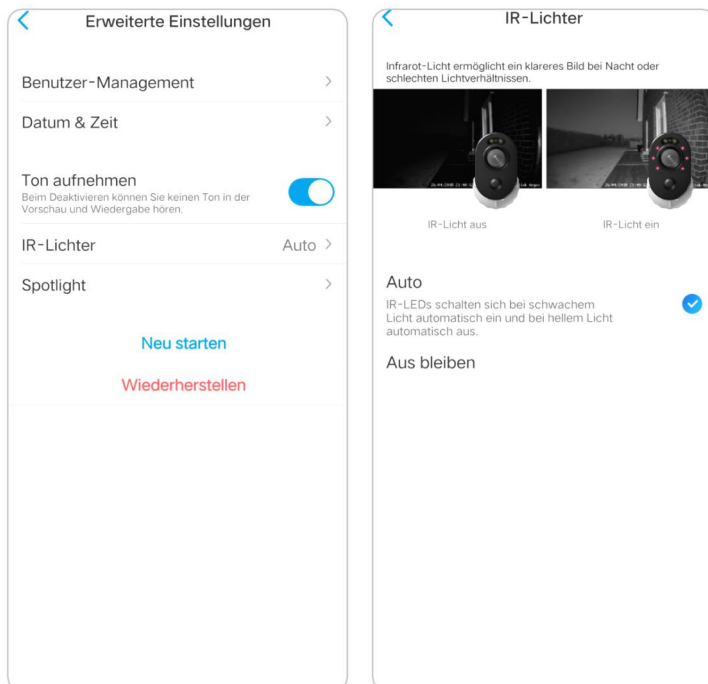 Erweiterte Einstellungen
Benutzer-Management
Datum & Zeit
Ton aufnehmen
Beim Deaktivieren können Sie keinen Ton in der
Vorschau und Wiedergabe hören.
IR-Lichter Auto
Spotlight
Neu starten
Wiederherstellen
IR-Lichter
Infrarot-Licht ermöglicht ein klareres Bild bei Nacht oder
schlechten Lichtverhältnissen.
IR-Licht aus
IR-Licht ein
Auto
IR-LEDs schalten sich bei schwachem
Licht automatisch ein und bei hellem Licht
automatisch aus.
Aus bleiben